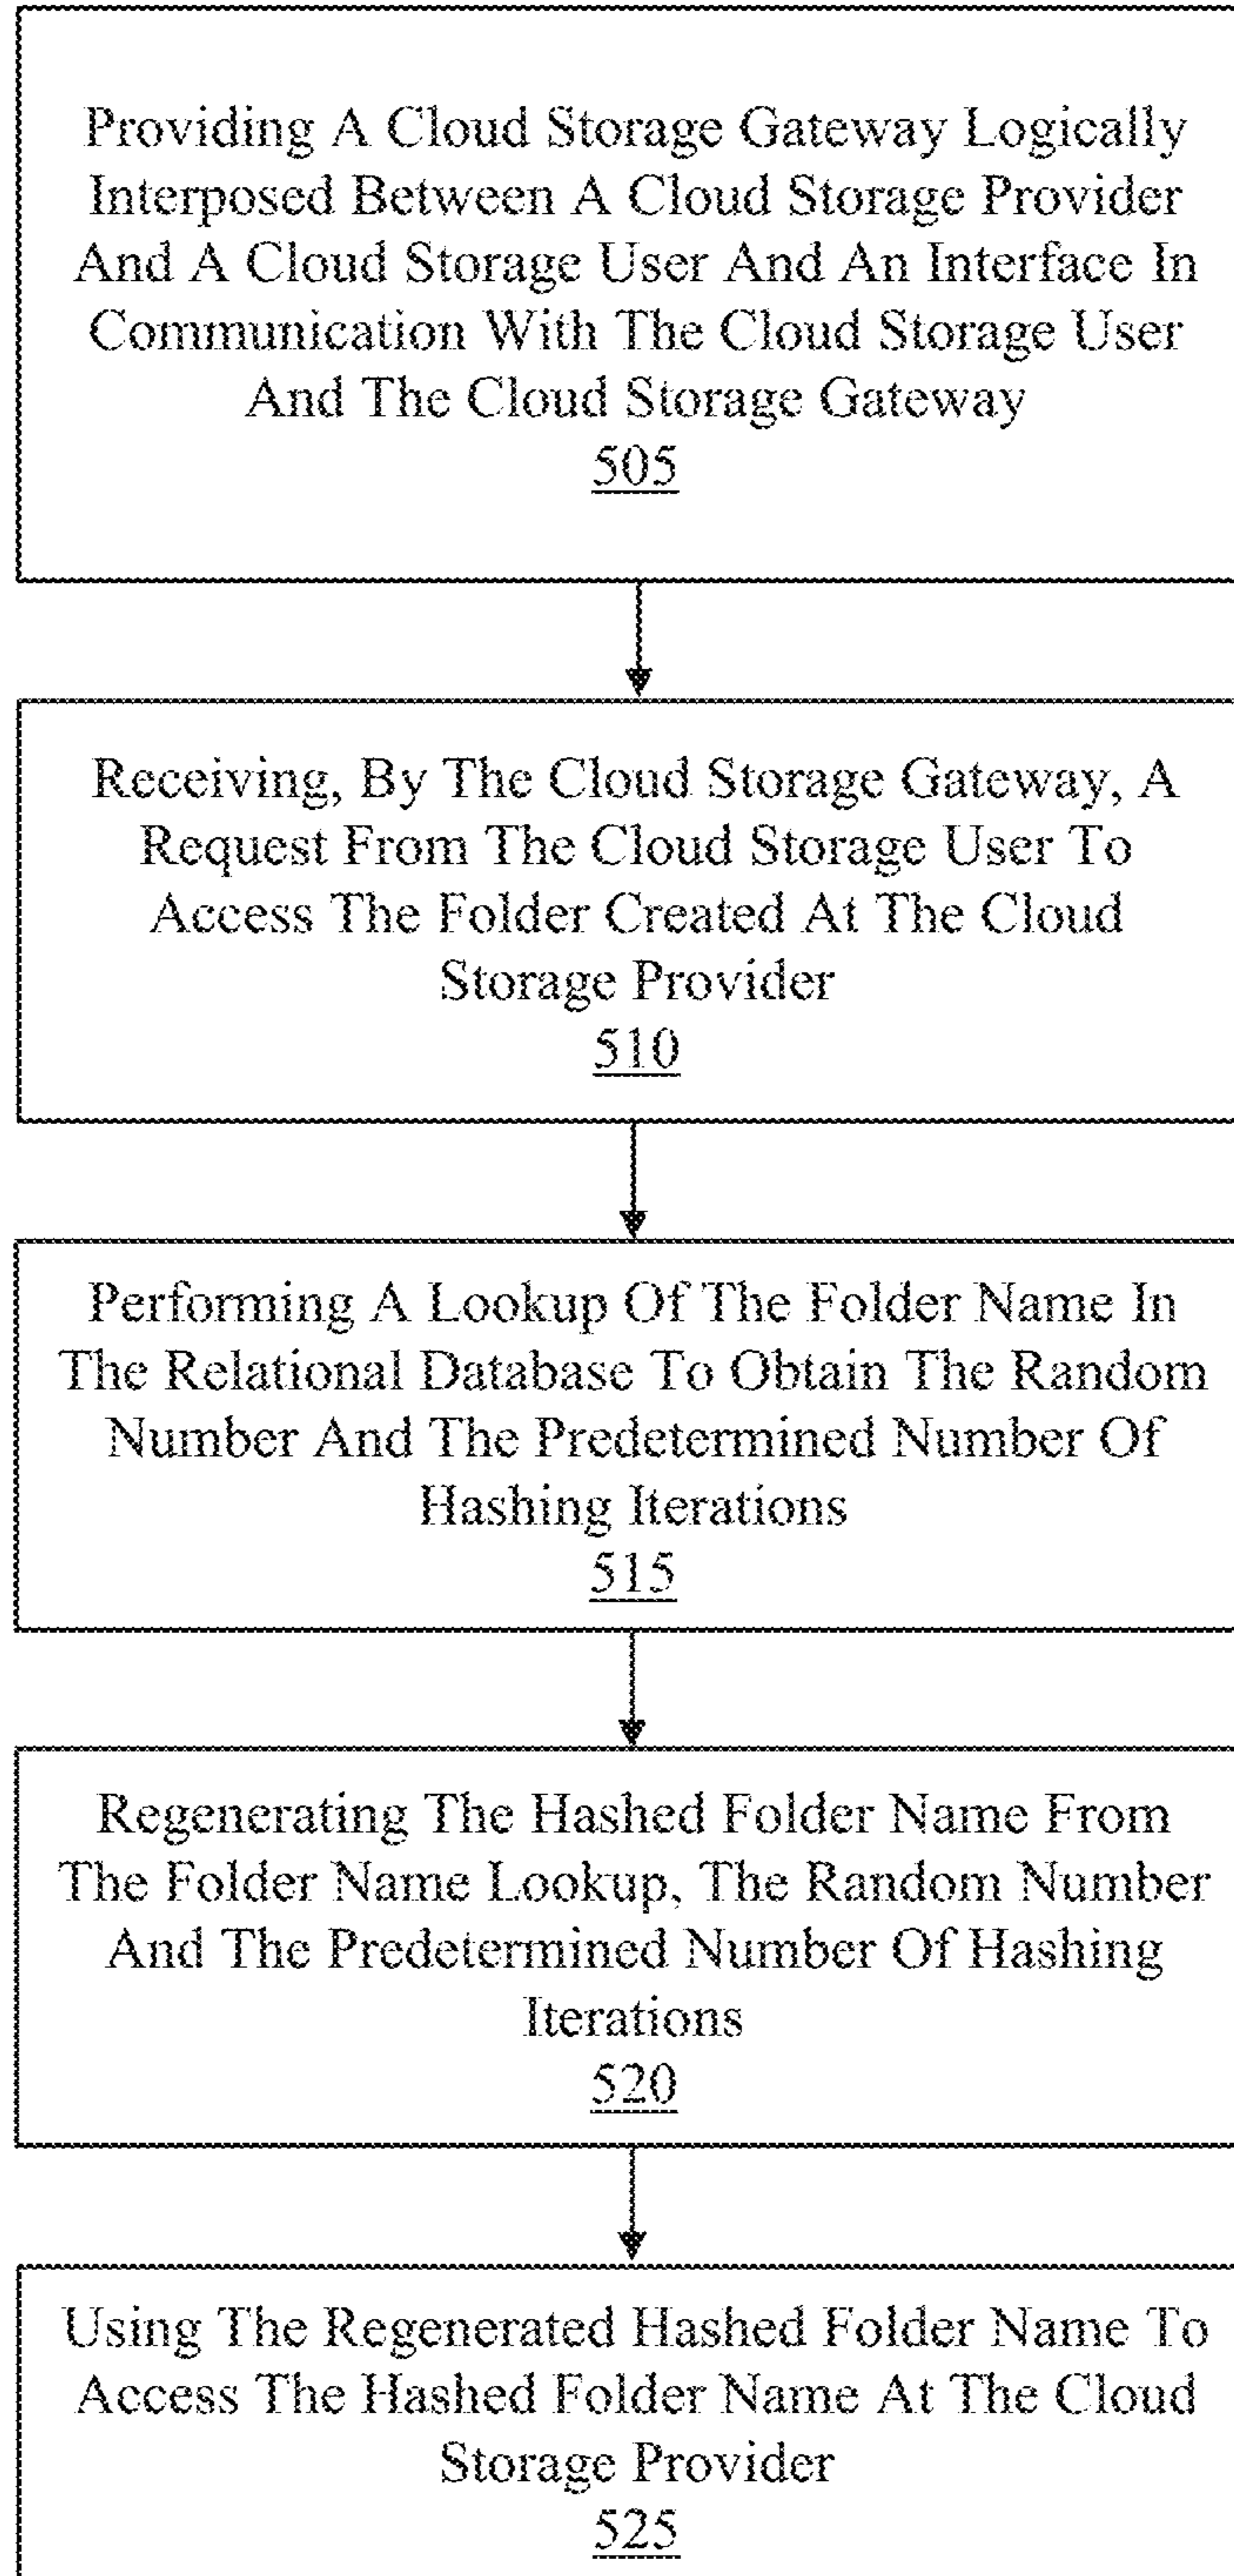 Providing A Cloud Storage Gateway Logically
Interposed Between A Cloud Storage Provider
And A Cloud Storage User And An Interface In
Communication With The Cloud Storage User
And The Cloud Storage Gateway
505
Receiving, By The Cloud Storage Gateway, A
Request From The Cloud Storage User To
Access The Folder Created At The Cloud
Storage Provider
510
Performing A Lookup Of The Folder Name In
The Relational Database To Obtain The Random
Number And The Predetermined Number Of
Hashing Iterations
515
Regenerating The Hashed Folder Name From
The Folder Name Lookup, The Random Number
And The Predetermined Number Of Hashing
Iterations
520
Using The Regenerated Hashed Folder Name To
Access The Hashed Folder Name At The Cloud
Storage Provider
525